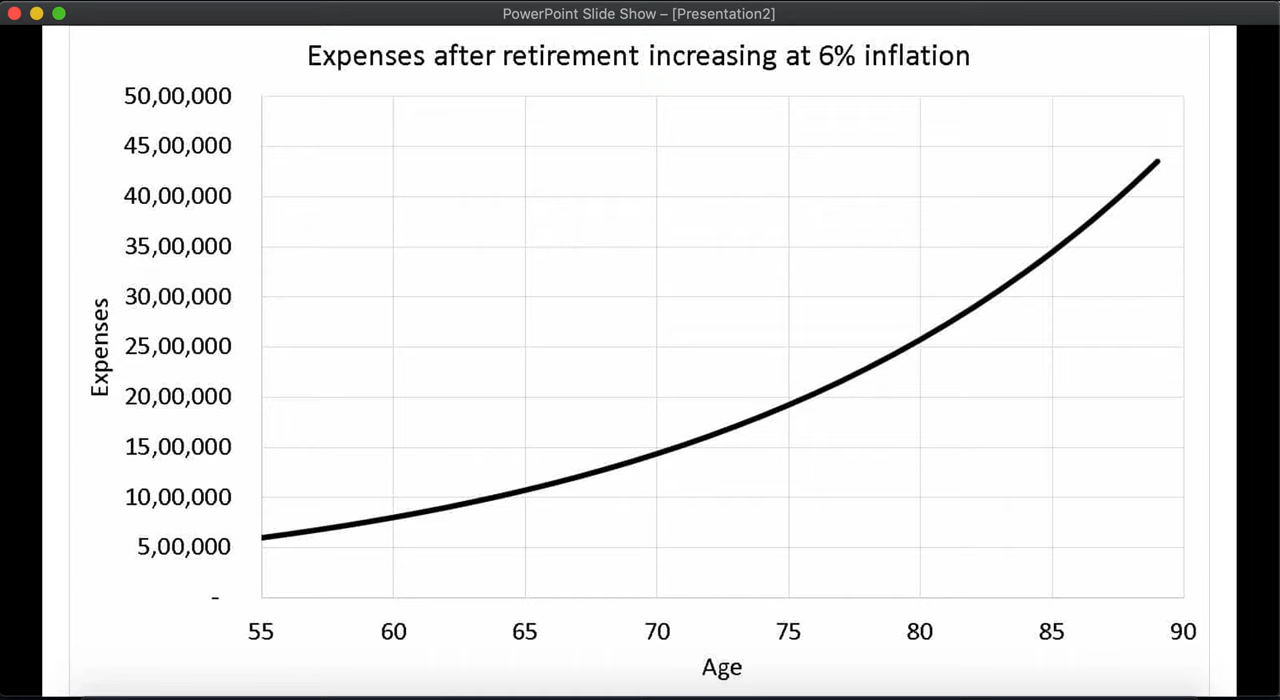 PowerPoint Slide Show – [Presentation2]
Expenses after retirement increasing at 6% inflation
50,00,000
45,00,000
40,00,000
35,00,000
30,00,000
25,00,000
20,00,000
15,00,000
10,00,000
5,00,000
-
Expenses
55 60 65 70 75 80 85 90
Age